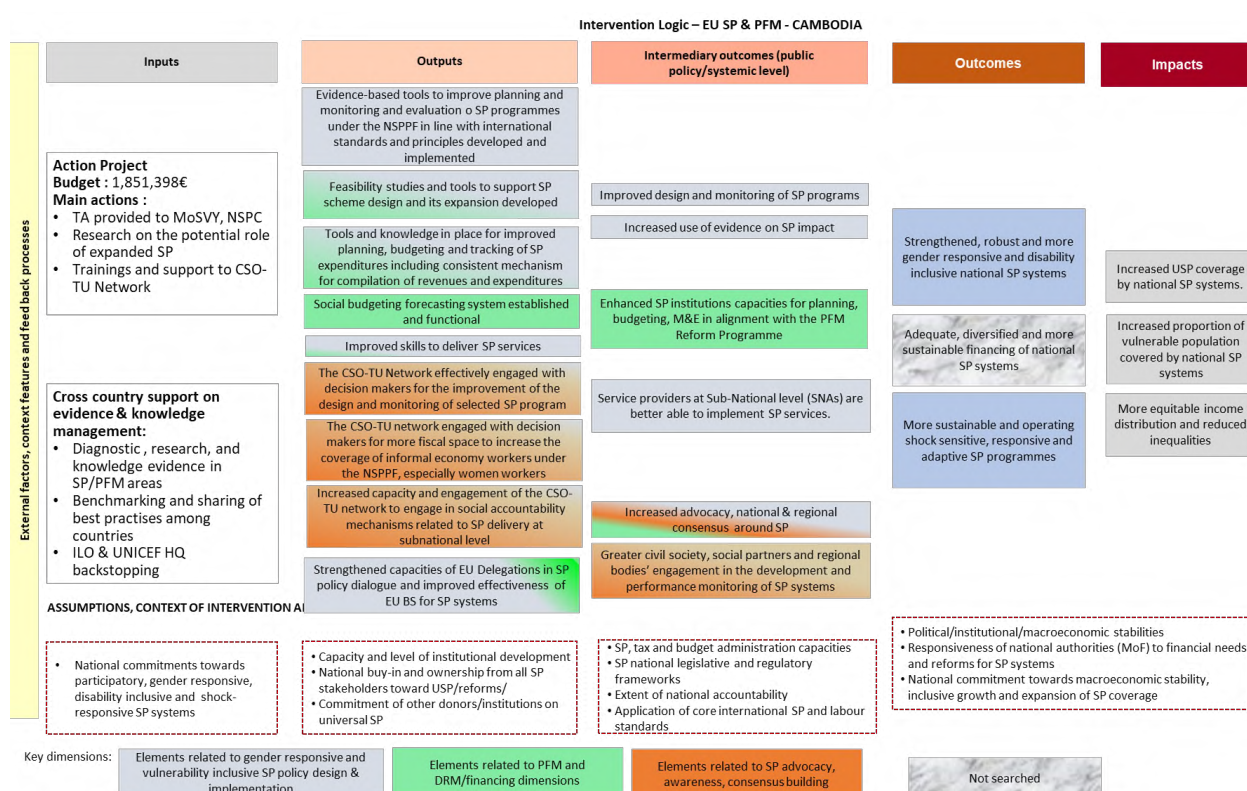 Intervention Logic – EU SP & PFM - CAMBODIA
External factors, context features and feedback processes
Inputs
Action Project
Budget : 1,851,398€
Main actions :
• TA provided to MoSVY, NSPC
• Research on the potential role
of expanded SP
• Trainings and support to CSO-
TU Network
Cross country support on
evidence & knowledge
management:
• Diagnostic , research, and
knowledge evidence in
SP/PFM areas
• Benchmarking and sharing of
best practises among
countries
• ILO & UNICEF HQ
backstopping
Outputs
Evidence-based tools to improve planning and
monitoring and evaluation o SP programmes
under the NSPPF in line with international
standards and principles developed and
implemented
Feasibility studies and tools to support SP
scheme design and its expansion developed
Tools and knowledge in place for improved
planning, budgeting and tracking of SP
expenditures including consistent mechanism
for compilation of revenues and expenditures
Social budgeting forecasting system established
and functional
Improved skills to deliver SP services
The CSO-TU Network effectively engaged with
decision makers for the improvement of the
design and monitoring of selected SP program
The CSO-TU network engaged with decision
makers for more fiscal space to increase the
coverage of informal economy workers under
the NSPPF, especially women workers
Increased capacity and engagement of the CSO-
TU network to engage in social accountability
mechanisms related to SP delivery at
subnational level
Strengthened capacities of EU Delegations in SP
policy dialogue and improved effectiveness of
EU BS for SP systems
Intermediary outcomes (public
policy/systemic level)
Improved design and monitoring of SP programs
Increased use of evidence on SP impact
Enhanced SP institutions capacities for planning,
budgeting, M&E in alignment with the PFM
Reform Programme
Service providers at Sub-National level (SNAs) are
better able to implement SP services.
Increased advocacy, national & regional
consensus around SP
Greater civil society, social partners and regional
bodies' engagement in the development and
performance monitoring of SP systems
Outcomes
Strengthened, robust and more
gender responsive and disability
inclusive national SP systems
Adequate, diversified and more
sustainable financing of national
SP systems
More sustainable and operating
shock sensitive, responsive and
adaptive SP programmes
Impacts
Increased USP coverage
by national SP systems.
Increased proportion of
vulnerable population
covered by national SP
systems
More equitable income
distribution and reduced
inequalities
ASSUMPTIONS, CONTEXT OF INTERVENTION
• National commitments towards
participatory, gender responsive,
disability inclusive and shock-
responsive SP systems
• Capacity and level of institutional development
• National buy-in and ownership from all SP
stakeholders toward USP/reforms/
• Commitment of other donors/institutions on
universal SP
• SP, tax and budget administration capacities
• SP national legislative and regulatory
frameworks
• Extent of national accountability
• Application of core international SP and labour
standards
• Political/institutional/macroeconomic stabilities
• Responsiveness of national authorities (MoF) to financial needs
and reforms for SP systems
• National commitment towards macroeconomic stability,
inclusive growth and expansion of SP coverage
Key dimensions:
Elements related to gender responsive and
vulnerability inclusive SP policy design &
implementation
Elements related to PFM and
DRM/financing dimensions
Elements related to SP advocacy,
awareness, consensus building
Not searched